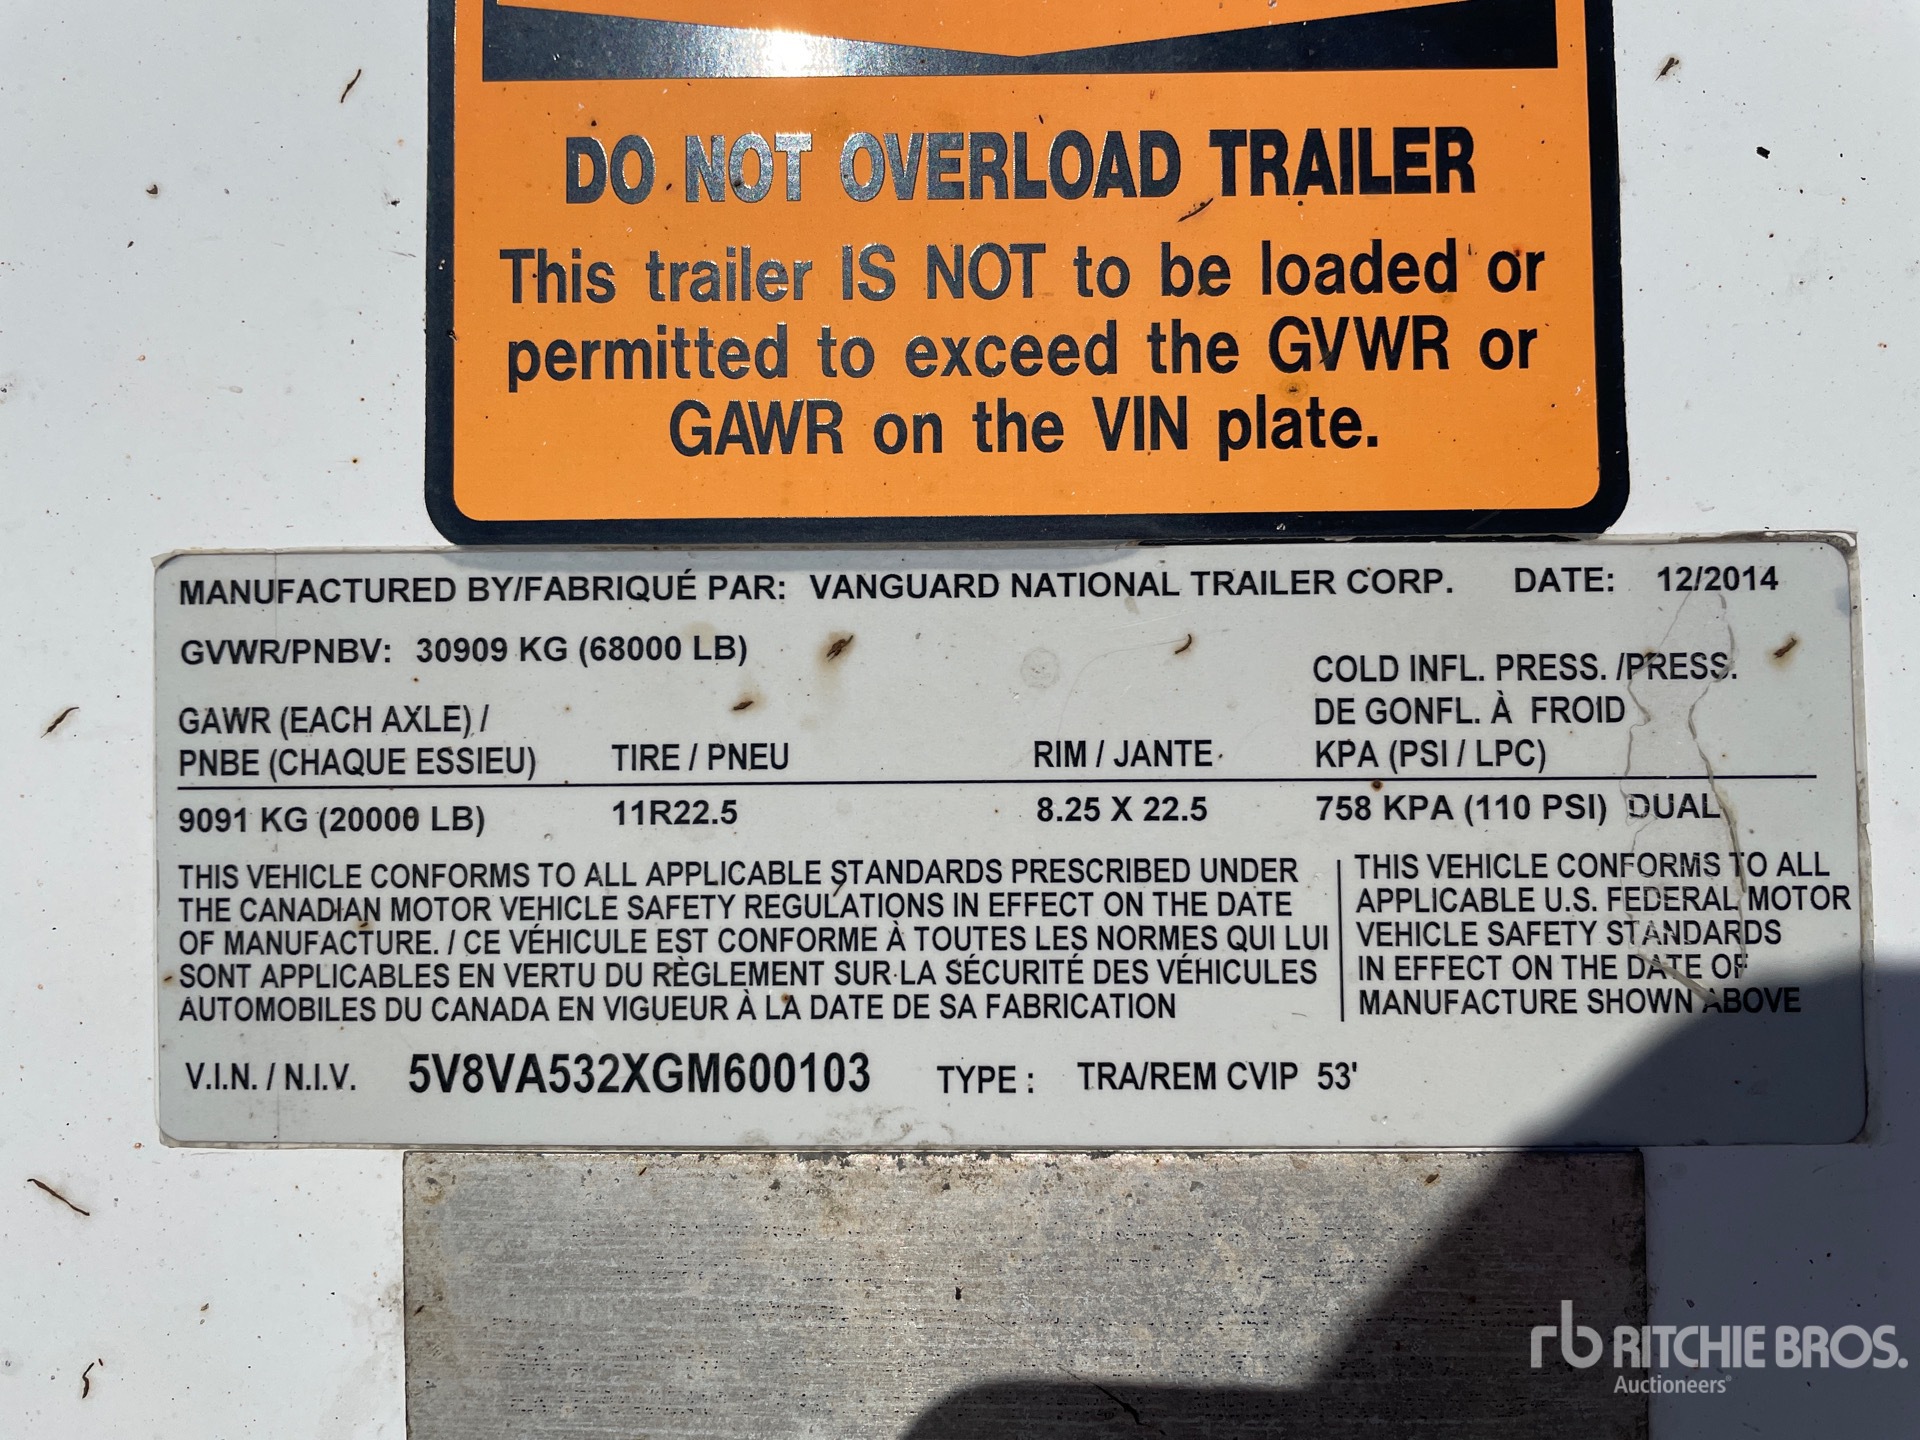 DO NOT OVERLOAD TRAILER
This trailer IS NOT to be loaded or
permitted to exceed the GVWR or
GAWR on the VIN plate.
MANUFACTURED BY/FABRIQUÉ PAR: VANGUARD NATIONAL TRAILER CORP. DATE: 12/2014
GVWR/PNBV: 30909 KG (68000 LB)
COLD INFL. PRESS. /PRESS.
GAWR (EACH AXLE) / DE GONFL. À FROID
PNBE (CHAQUE ESSIEU) TIRE / PNEU RIM / JANTE KPA (PSI / LPC)
9091 KG (20000 LB) 11R22.5 8.25 X 22.5 758 KPA (110 PSI) DUAL
THIS VEHICLE CONFORMS TO ALL APPLICABLE STANDARDS PRESCRIBED UNDER
THE CANADIAN MOTOR VEHICLE SAFETY REGULATIONS IN EFFECT ON THE DATE
OF MANUFACTURE. / CE VÉHICULE EST CONFORME À TOUTES LES NORMES QUI LUI
SONT APPLICABLES EN VERTU DU RÈGLEMENT SUR LA SÉCURITÉ DES VÉHICULES
AUTOMOBILES DU CANADA EN VIGUEUR À LA DATE DE SA FABRICATION
THIS VEHICLE CONFORMS TO ALL
APPLICABLE U.S. FEDERAL MOTOR
VEHICLE SAFETY STANDARDS
IN EFFECT ON THE DATE OF
MANUFACTURE SHOWN ABOVE
V.I.N. / N.I.V. 5V8VA532XGM600103 TYPE : TRA/REM CVIP 53'
rb RITCHIE BROS.
Auctioneers